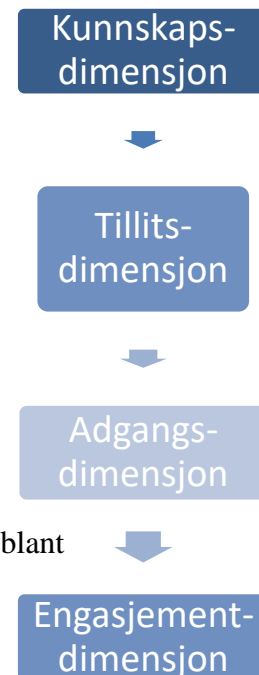 Kunnskaps-
dimensjon
Tillits-
dimensjon
Adgangs-
dimensjon
blant
Engasjement-
dimensjon